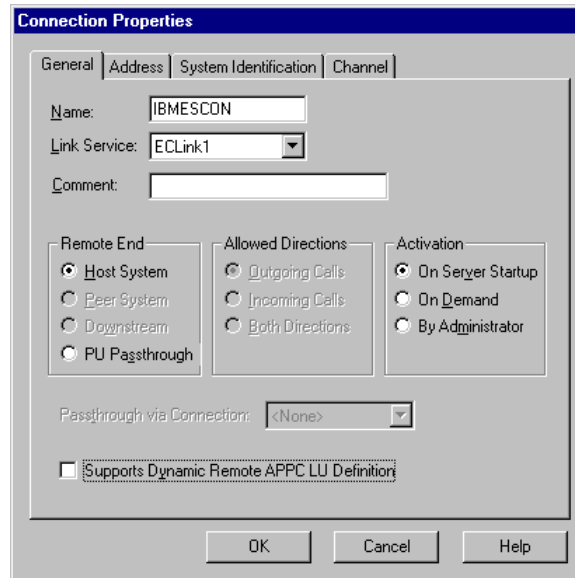 Connection Properties
General Address System Identification Channel
Name: IBMESCON
Link Service: ECLink1
Comment:
Remote End Allowed Directions Activation
Host System Outgoing Calls On Server Startup
Peer System Incoming Calls On Demand
Downstream Both Directions By Administrator
PU Passthrough
Passthrough via Connection: <None>
Supports Dynamic Remote APPC LU Definition
OK Cancel Help